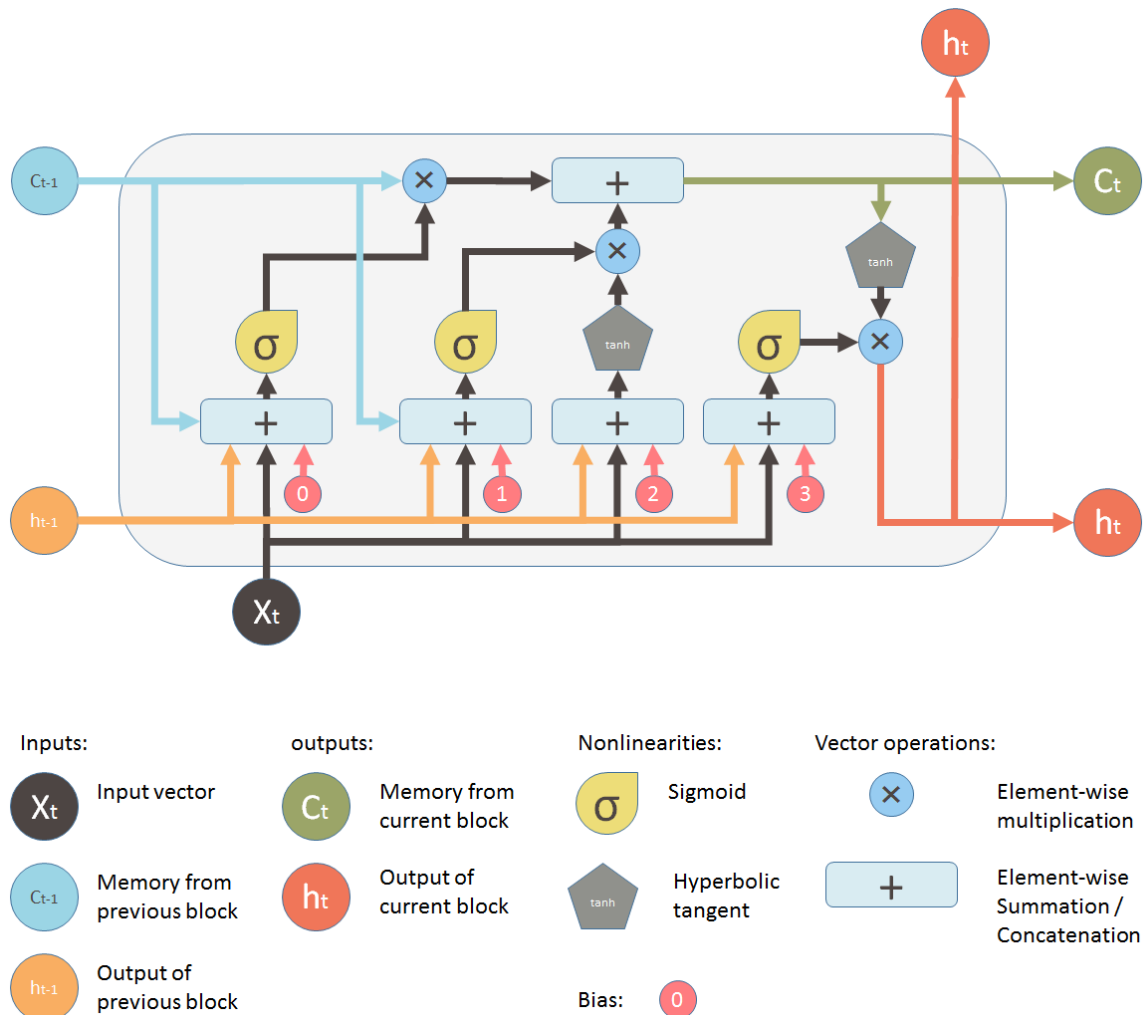 ht
Ct-1
×
+
Ct
×
tanh
σ
σ
tanh
σ
×
+
+
+
+
0
1
2
3
ht-1
ht
Xt
Inputs:
outputs:
Nonlinearities:
Vector operations:
Xt
Input vector
Ct
Memory from
current block
σ
Sigmoid
×
Element-wise
multiplication
Ct-1
Memory from
previous block
ht
Output of
current block
tanh
Hyperbolic
tangent
+
Element-wise
Summation /
Concatenation
ht-1
Output of
previous block
Bias:
0